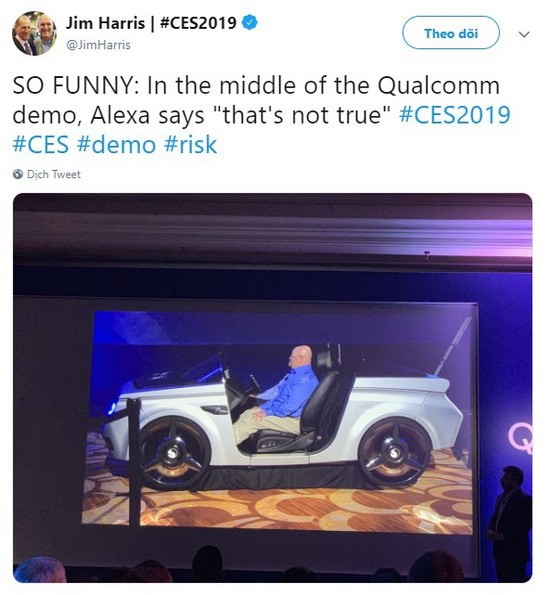 Jim Harris | #CES2019
@JimHarris
Theo dõi
SO FUNNY: In the middle of the Qualcomm
demo, Alexa says "that's not true" #CES2019
#CES #demo #risk
Dịch Tweet
Q